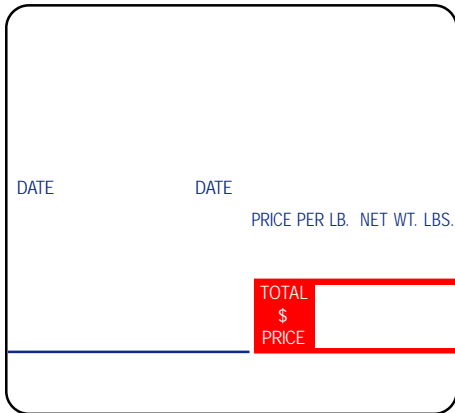 DATE DATE
PRICE PER LB. NET WT. LBS.
TOTAL
$
PRICE